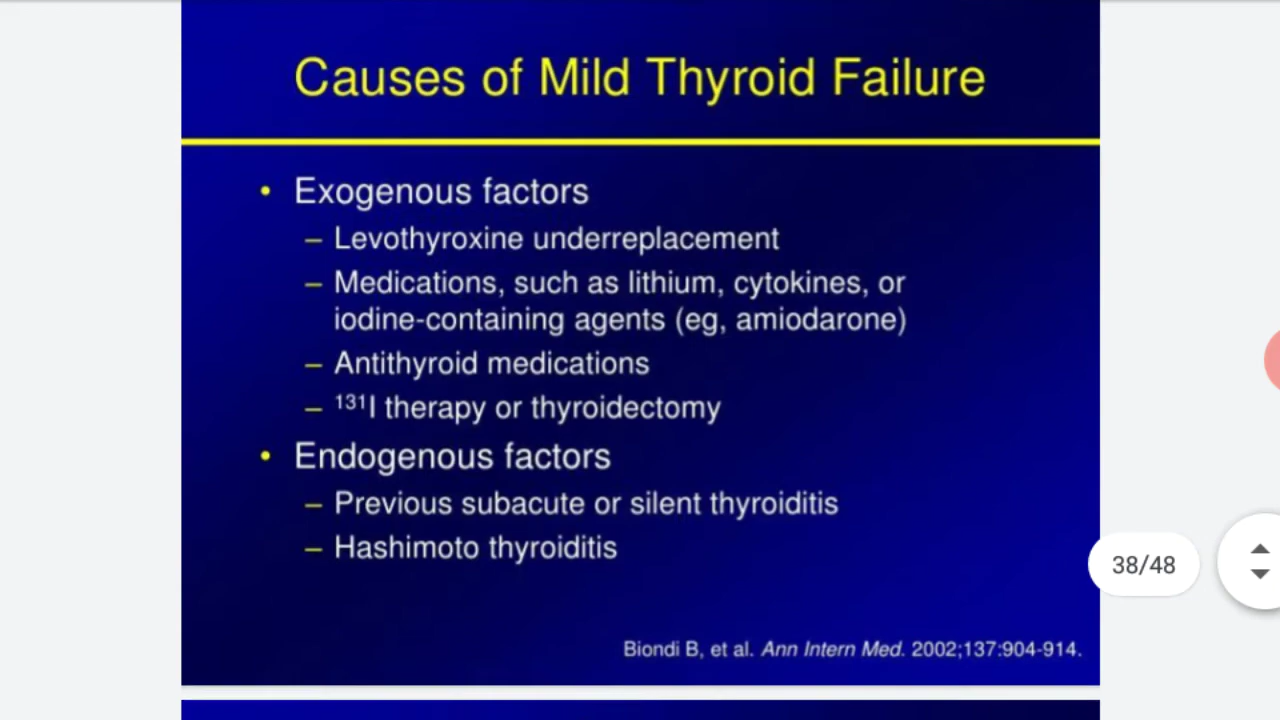 Causes of Mild Thyroid Failure
• Exogenous factors
– Levothyroxine underreplacement
– Medications, such as lithium, cytokines, or
iodine-containing agents (eg, amiodarone)
– Antithyroid medications
– ¹³¹I therapy or thyroidectomy
• Endogenous factors
– Previous subacute or silent thyroiditis
– Hashimoto thyroiditis
38/48
Biondi B, et al. Ann Intern Med. 2002;137:904-914.